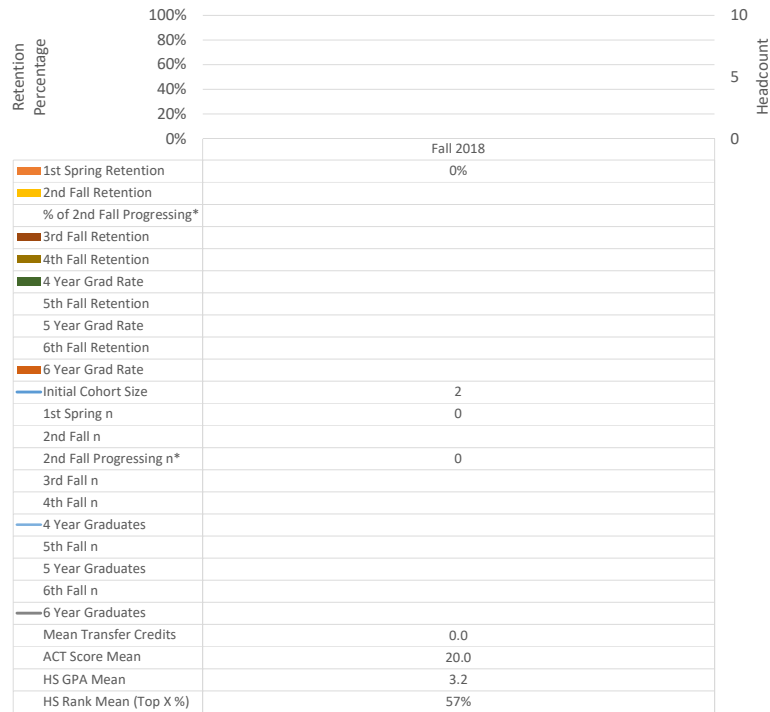 Retention
Percentage
100%
80%
60%
40%
20%
0%
10
5
0
Headcount
Fall 2018
1st Spring Retention 0%
2nd Fall Retention
% of 2nd Fall Progressing*
3rd Fall Retention
4th Fall Retention
4 Year Grad Rate
5th Fall Retention
5 Year Grad Rate
6th Fall Retention
6 Year Grad Rate
Initial Cohort Size 2
1st Spring n 0
2nd Fall n
2nd Fall Progressing n* 0
3rd Fall n
4th Fall n
4 Year Graduates
5th Fall n
5 Year Graduates
6th Fall n
6 Year Graduates
Mean Transfer Credits 0.0
ACT Score Mean 20.0
HS GPA Mean 3.2
HS Rank Mean (Top X %) 57%